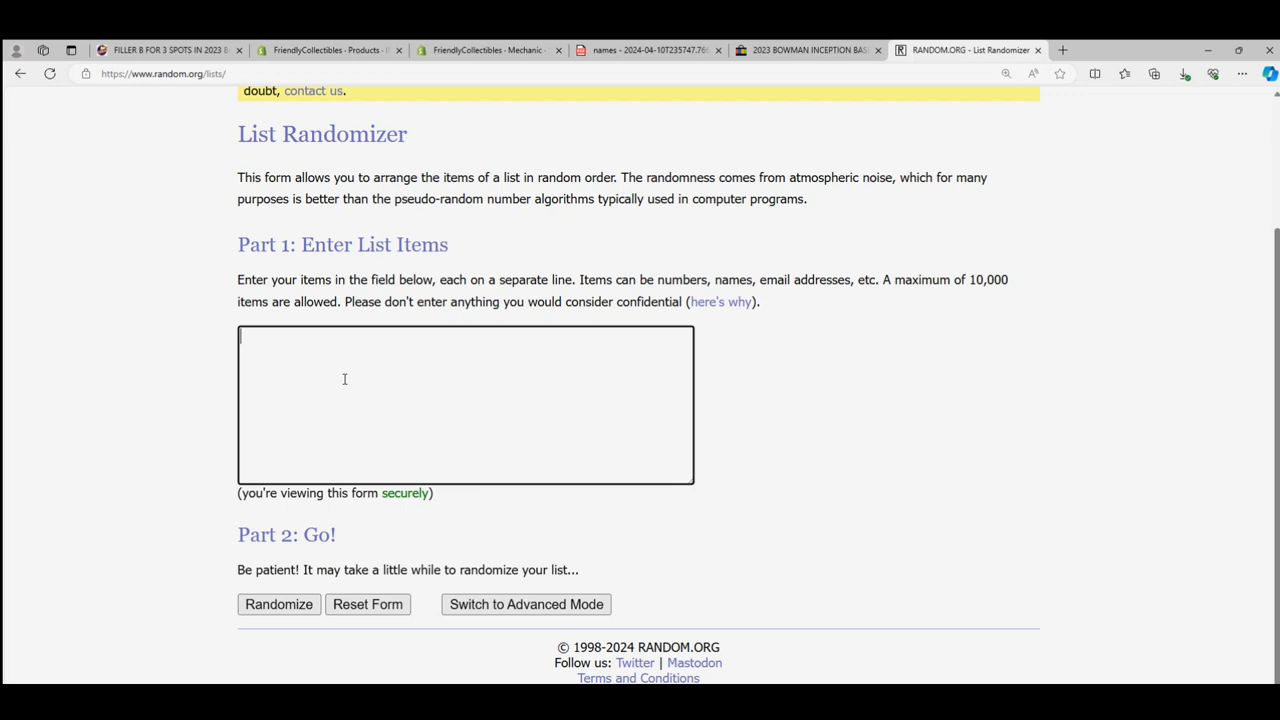 FILLER B FOR 3 SPOTS IN 2023 B
FriendlyCollectibles - Products -
FriendlyCollectibles - Mechanic -
names - 2024-04-10T235747.766
2023 BOWMAN INCEPTION BAS
RANDOM.ORG - List Randomizer
https://www.random.org/lists/
doubt, contact us.
List Randomizer
This form allows you to arrange the items of a list in random order. The randomness comes from atmospheric noise, which for many
purposes is better than the pseudo-random number algorithms typically used in computer programs.
Part 1: Enter List Items
Enter your items in the field below, each on a separate line. Items can be numbers, names, email addresses, etc. A maximum of 10,000
items are allowed. Please don't enter anything you would consider confidential (here's why).
(you're viewing this form securely)
Part 2: Go!
Be patient! It may take a little while to randomize your list...
Randomize Reset Form Switch to Advanced Mode
© 1998-2024 RANDOM.ORG
Follow us: Twitter | Mastodon
Terms and Conditions